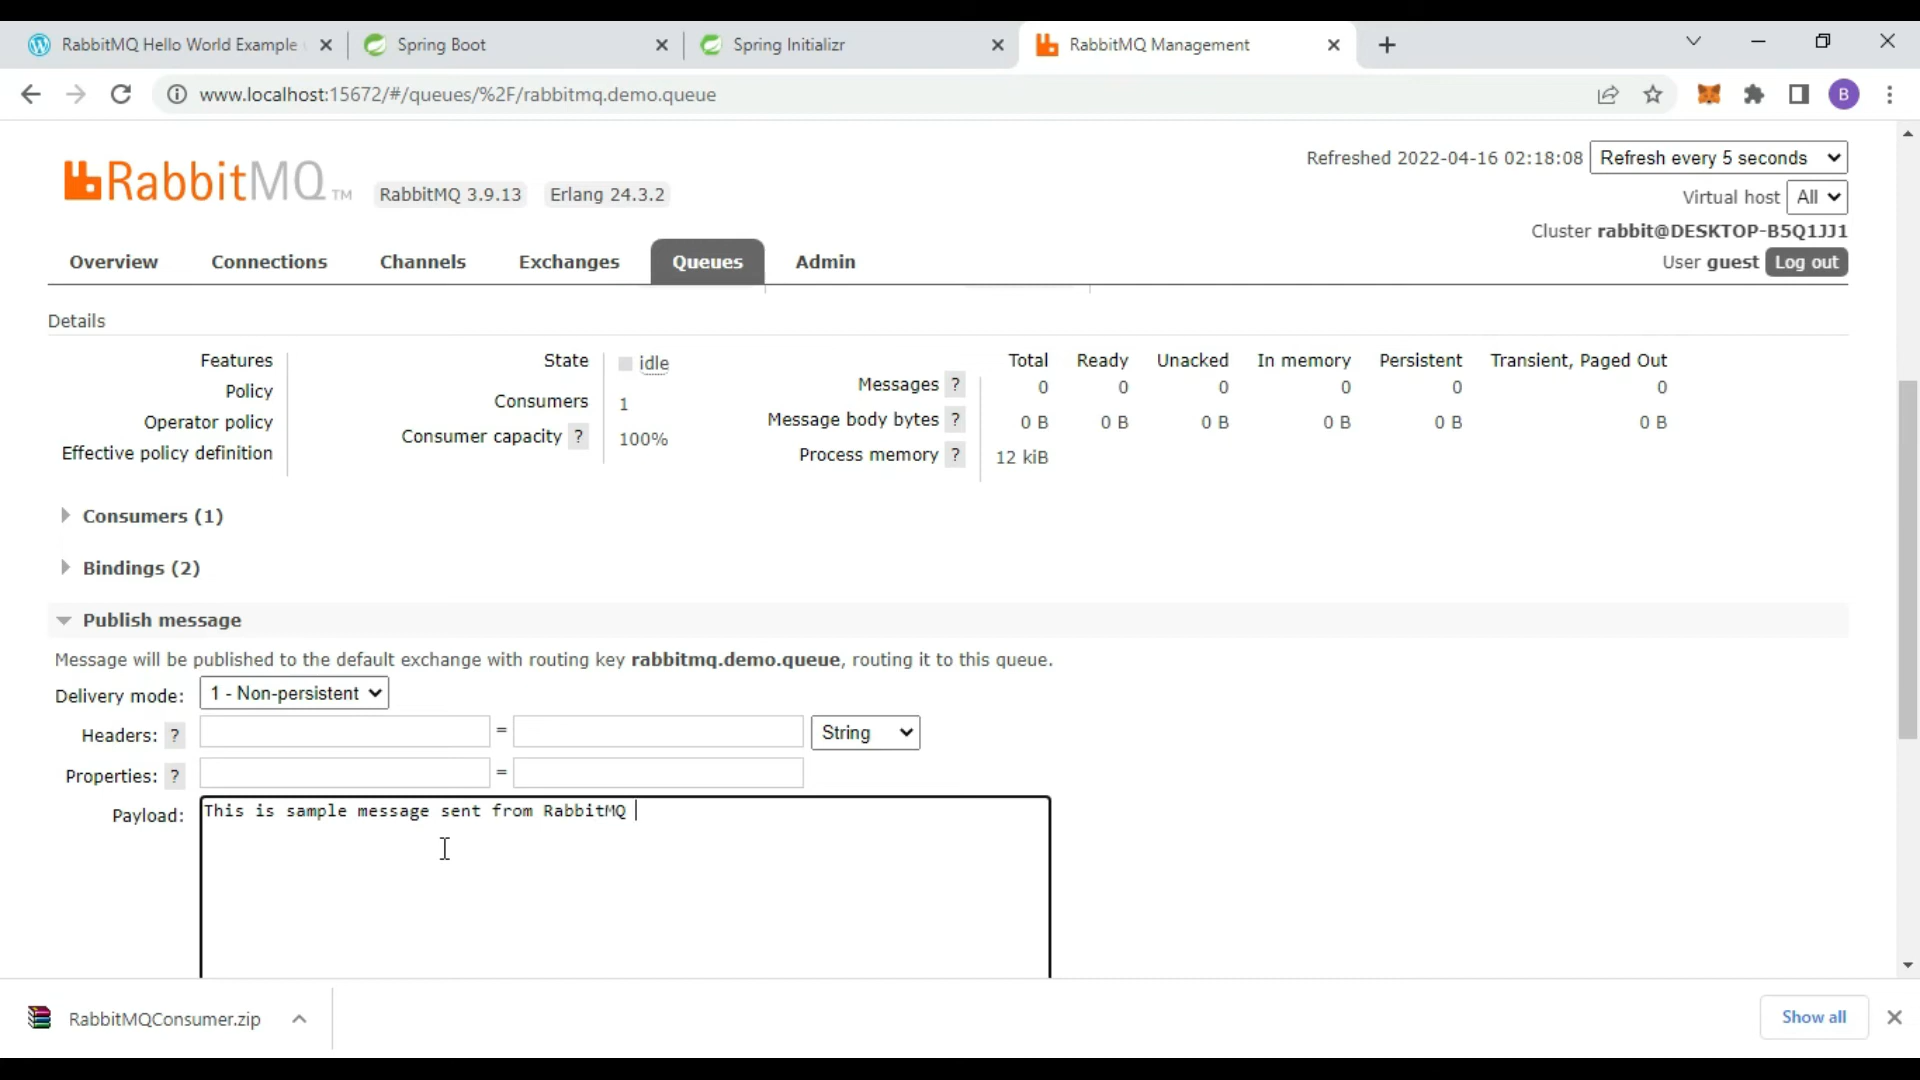 RabbitMQ Hello World Example
Spring Boot
Spring Initializr
RabbitMQ Management
www.localhost:15672/#/queues/%2F/rabbitmq.demo.queue
B
RabbitMQ TM
RabbitMQ 3.9.13
Erlang 24.3.2
Refreshed 2022-04-16 02:18:08 Refresh every 5 seconds
Virtual host All
Cluster rabbit@DESKTOP-B5Q1JJ1
User guest Log out
Overview Connections Channels Exchanges Queues Admin
Details
Features
Policy
Operator policy
Effective policy definition
State idle
Consumers 1
Consumer capacity ? 100%
Total Ready Unacked In memory Persistent Transient, Paged Out
Messages ? 0 0 0 0 0 0
Message body bytes ? 0 B 0 B 0 B 0 B 0 B 0 B
Process memory ? 12 kiB
Consumers (1)
Bindings (2)
Publish message
Message will be published to the default exchange with routing key rabbitmq.demo.queue, routing it to this queue.
Delivery mode: 1 - Non-persistent
Headers: ? = String
Properties: ? =
Payload: This is sample message sent from RabbitMQ
RabbitMQConsumer.zip
Show all